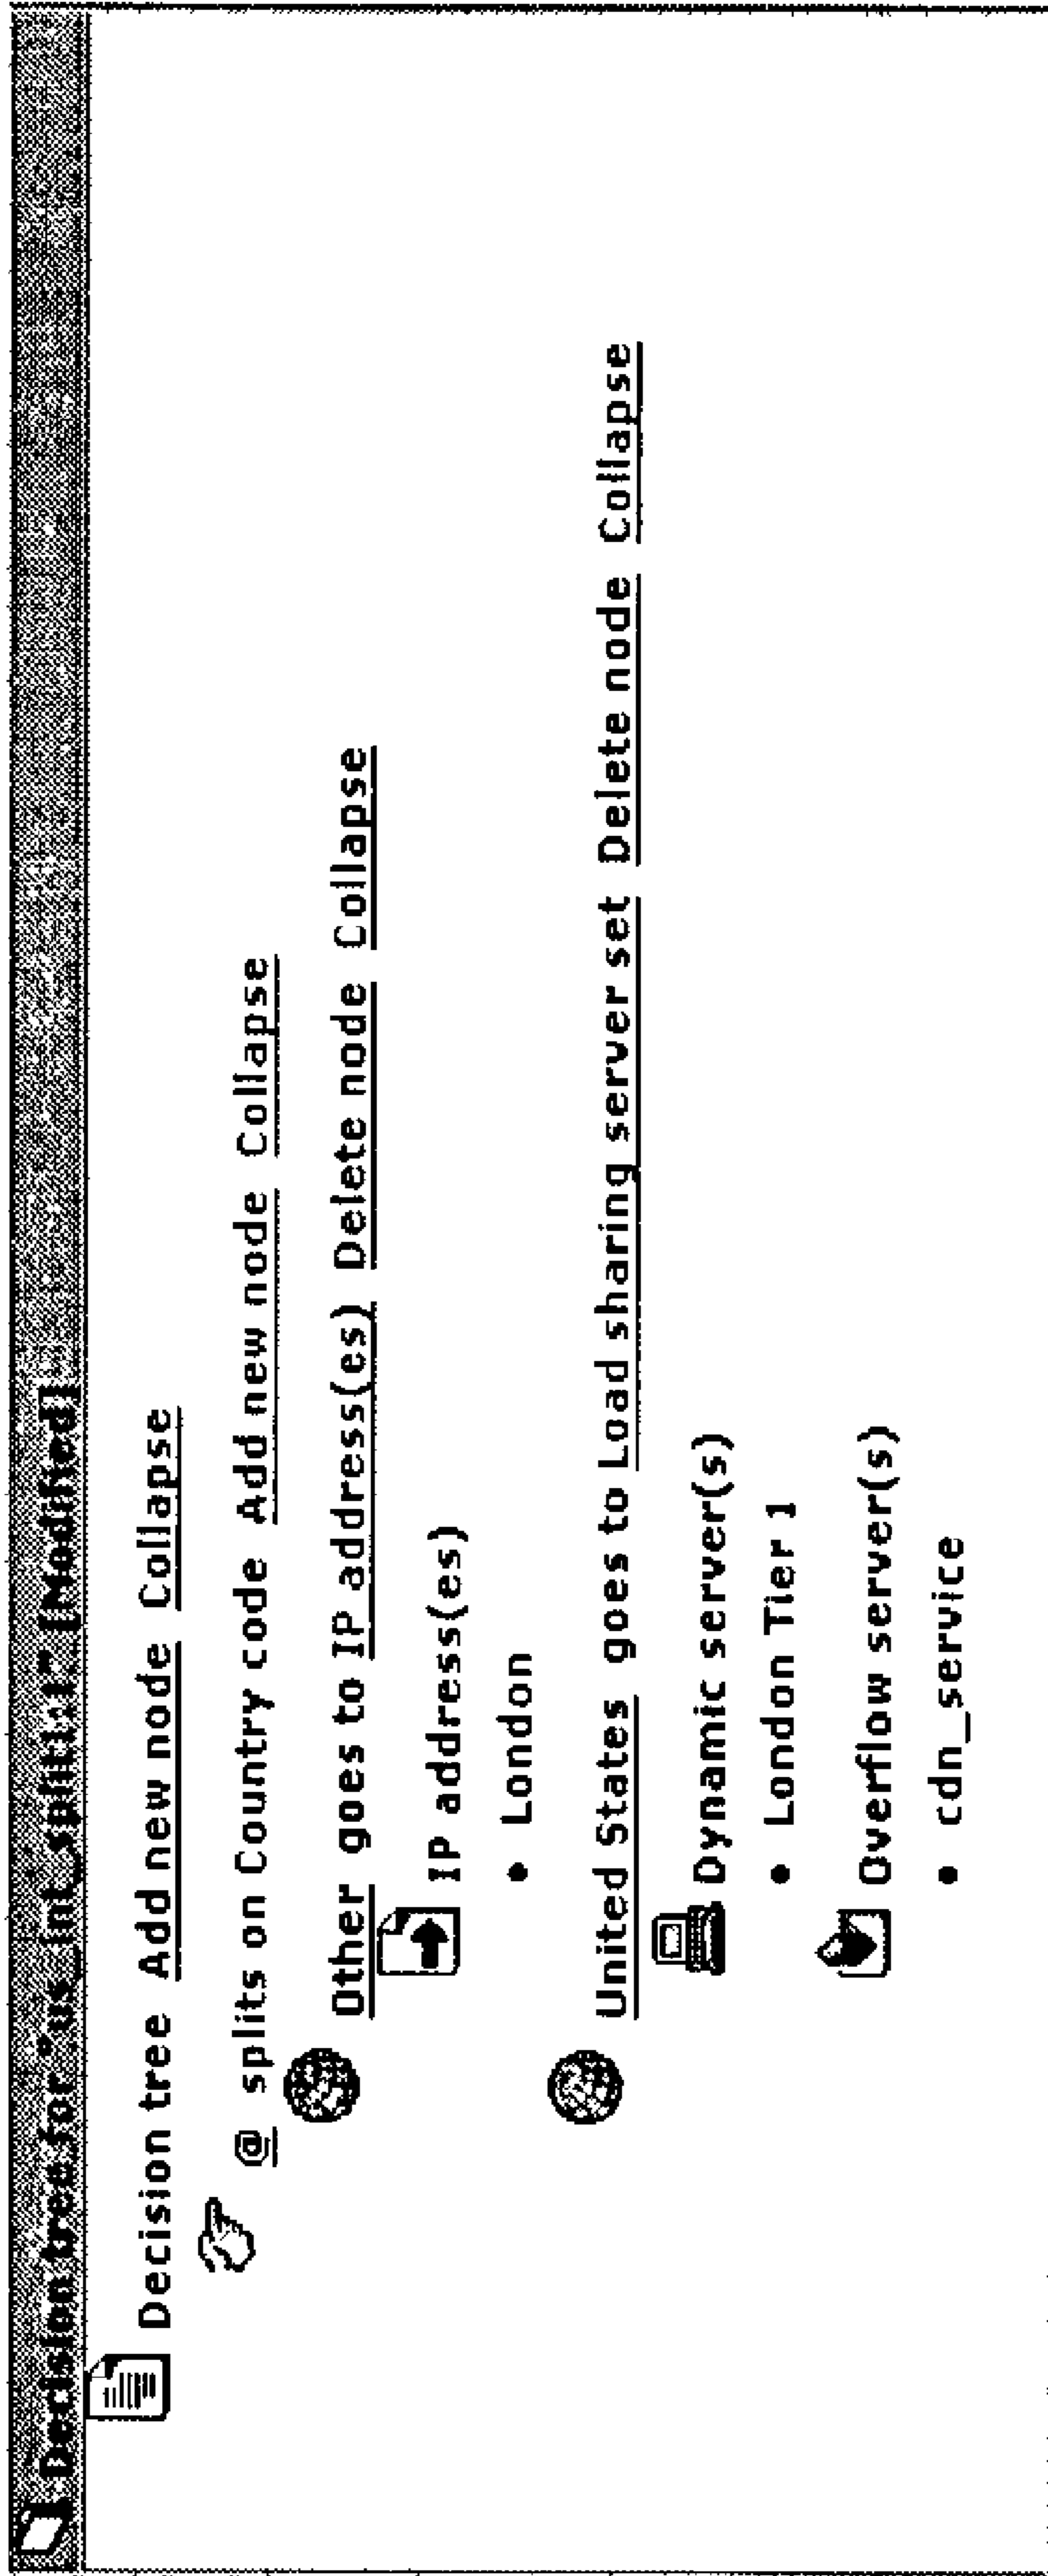 Decision tree for "us_int_split1:" [Modified]
Decision tree Add new node Collapse
@ splits on Country code Add new node Collapse
Other goes to IP address(es) Delete node Collapse
IP address(es)
• London
United States goes to Load sharing server set Delete node Collapse
Dynamic server(s)
• London Tier 1
Overflow server(s)
• cdn_service